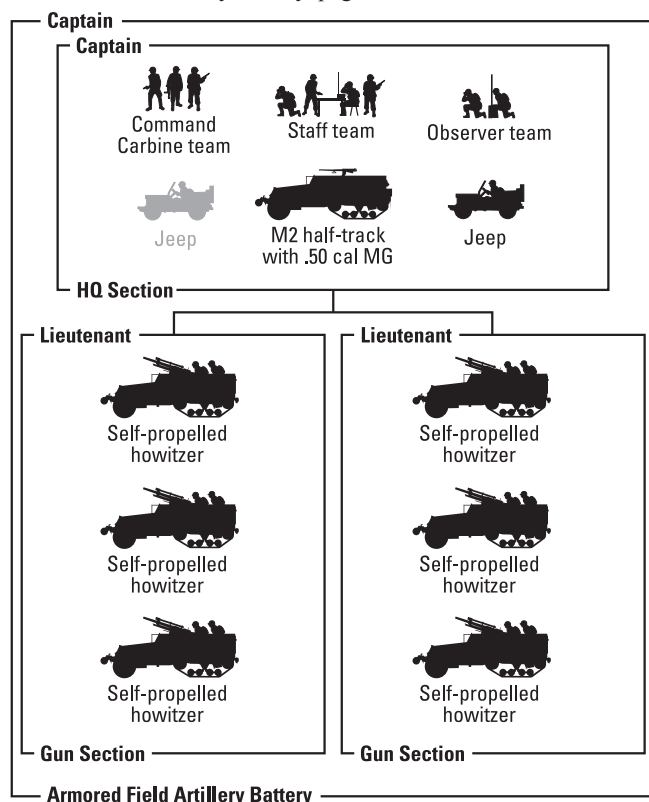 Captain
Captain
Command
Carbine team
Staff team
Observer team
Jeep
M2 half-track
with .50 cal MG
Jeep
HQ Section
Lieutenant
Self-propelled
howitzer
Self-propelled
howitzer
Self-propelled
howitzer
Gun Section
Lieutenant
Self-propelled
howitzer
Self-propelled
howitzer
Self-propelled
howitzer
Gun Section
Armored Field Artillery Battery